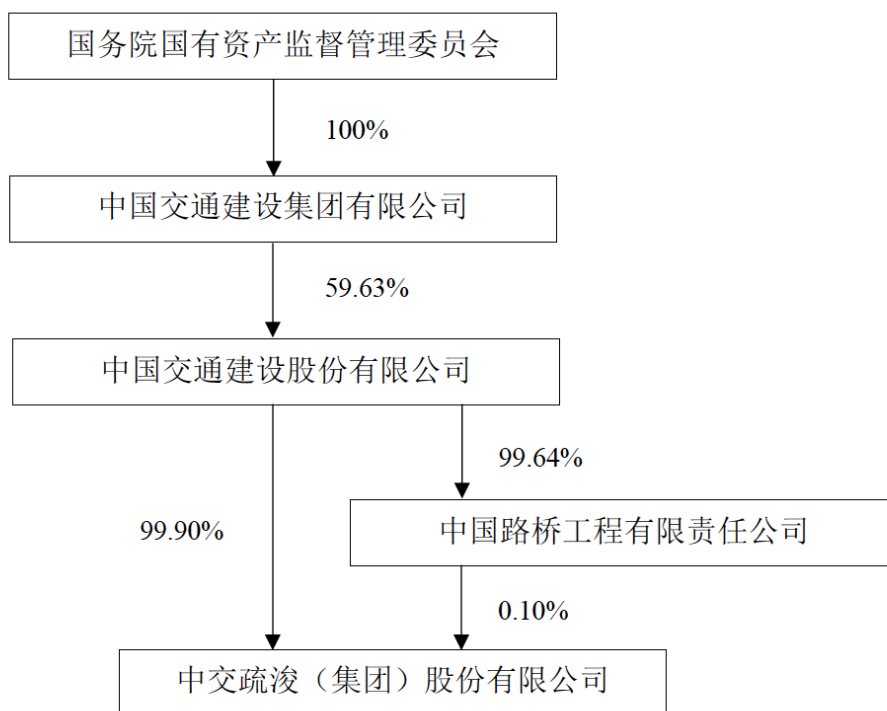 国务院国有资产监督管理委员会
100%
中国交通建设集团有限公司
59.63%
中国交通建设股份有限公司
99.64%
99.90%
中国路桥工程有限责任公司
0.10%
中交疏浚（集团）股份有限公司